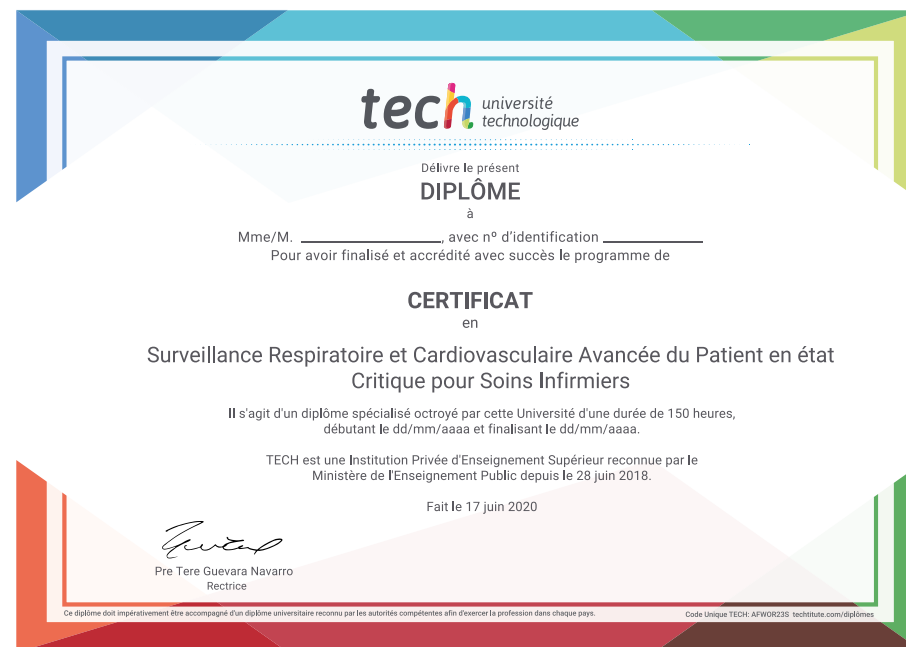 tech université
technologique
Délivre le présent
DIPLÔME
à
Mme/M. ____________________, avec nº d'identification ______________
Pour avoir finalisé et accrédité avec succès le programme de
CERTIFICAT
en
Surveillance Respiratoire et Cardiovasculaire Avancée du Patient en état
Critique pour Soins Infirmiers
Il s'agit d'un diplôme spécialisé octroyé par cette Université d'une durée de 150 heures,
débutant le dd/mm/aaaa et finalisant le dd/mm/aaaa.
TECH est une Institution Privée d'Enseignement Supérieur reconnue par le
Ministère de l'Enseignement Public depuis le 28 juin 2018.
Fait le 17 juin 2020
Pre Tere Guevara Navarro
Rectrice
Ce diplôme doit impérativement être accompagné d'un diplôme universitaire reconnu par les autorités compétentes afin d'exercer la profession dans chaque pays.
Code Unique TECH: AFWOR23S techtitute.com/diplômes